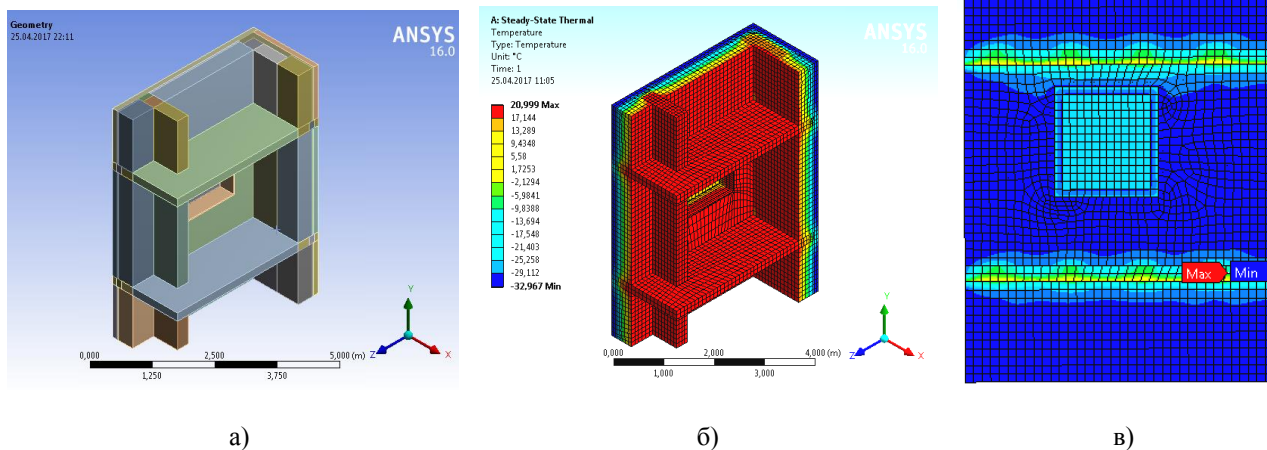 Geometry
25.04.2017 22:11
ANSYS
16.0
0,000
2,500
5,000 (m)
1,250
3,750
Y
Z
X
а)
A: Steady-State Thermal
Temperature
Type: Temperature
Unit: °C
Time: 1
25.04.2017 11:05
ANSYS
16.0
20,999 Max
17,144
13,289
9,4348
5,58
1,7253
-2,1294
-5,9841
-9,8388
-13,694
-17,548
-21,403
-25,258
-29,112
-32,967 Min
0,000
2,000
4,000 (m)
1,000
3,000
Y
Z
X
б)
Max
Min
в)